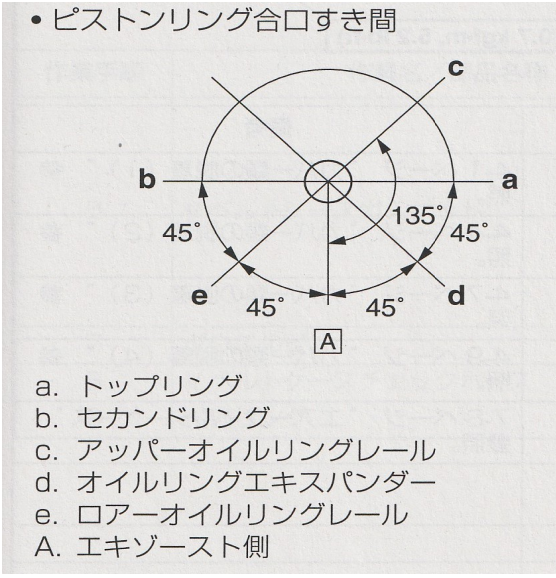 • ピストンリング合口すき間
c
b
a
135°
45°
45°
e
45°
45°
d
A
a. トップリング
b. セカンドリング
c. アッパーオイルリングレール
d. オイルリングエキスパンダー
e. ロアーオイルリングレール
A. エキゾースト側